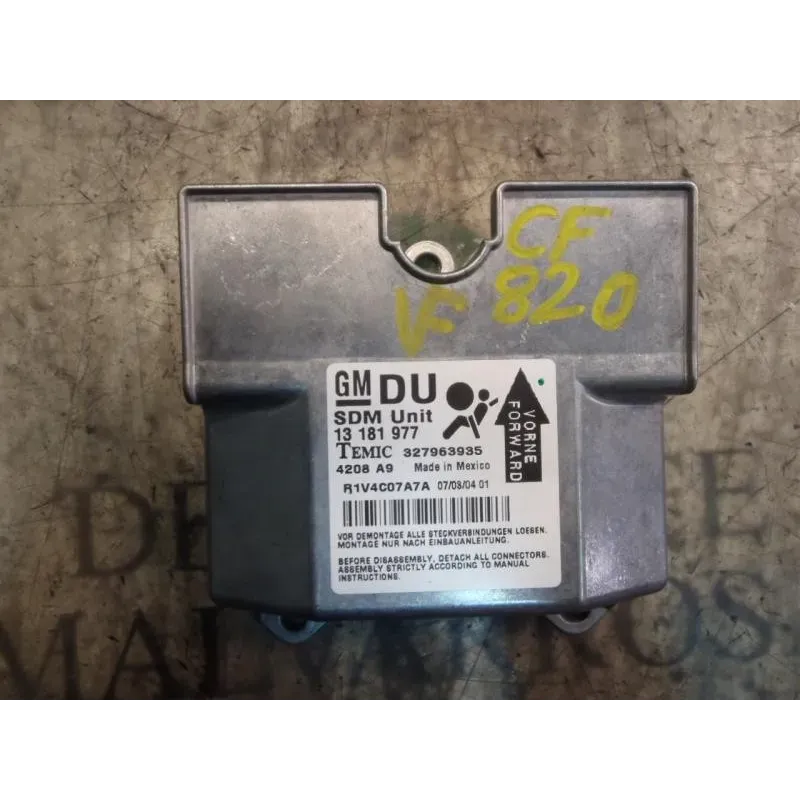 CF
VF 820
GM DU
SDM Unit
13 181 977
TEMIC 327963935
4208 A9 Made in Mexico
R1V4C07A7A 07/08/04 01
VORNE
FORWARD
VOR DEMONTAGE ALLE STECKVERBINDUNGEN LOESEN.
MONTAGE NUR NACH EINBAUANLEITUNG.
BEFORE DISASSEMBLY, DETACH ALL CONNECTORS.
ASSEMBLY STRICTLY ACCORDING TO MANUAL
INSTRUCTIONS.